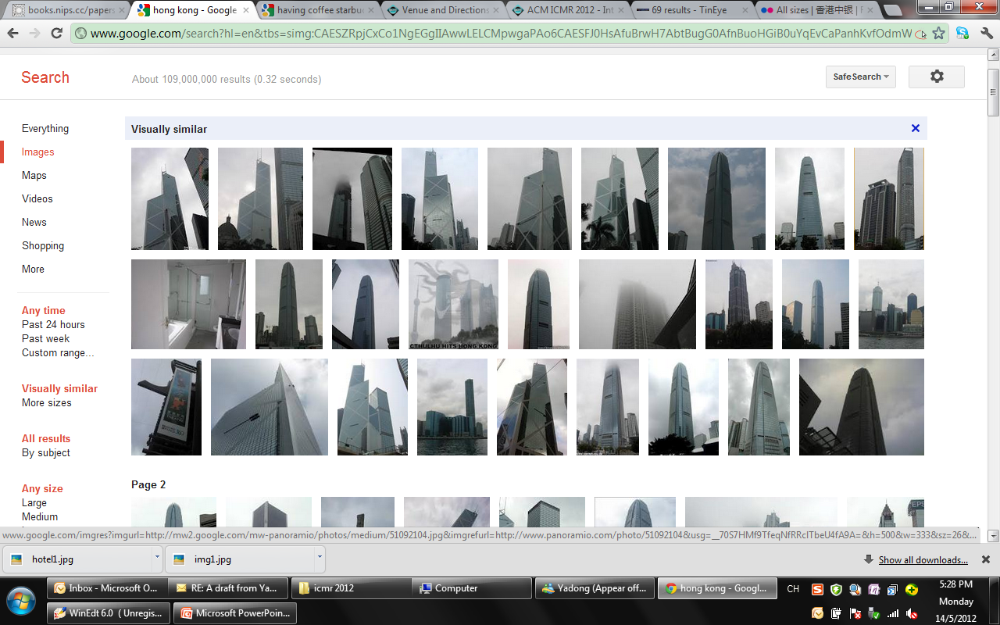 books.nips.cc/papers
hong kong - Google
having coffee starbu
Venue and Directions
ACM ICMR 2012 - Int
69 results - TinEye
All sizes | 香港中银 | F
www.google.com/search?hl=en&tbs=simg:
Search
About 109,000,000 results (0.32 seconds)
SafeSearch
Everything
Images
Maps
Videos
News
Shopping
More
Any time
Past 24 hours
Past week
Custom range...
Visually similar
More sizes
All results
By subject
Any size
Large
Medium
Visually similar
CTHULHU HITS HONG KONG
Page 2
EPS
www.google.com/imgres?imgurl=http://mw2.google.com/mw-panoramio/photos/medium/51092104.jpg&imgrefurl=http://www.panoramio.com/photo/51092104&usg=__70S7HMf9TfeqNfRRcITbeU4fA9A=&h=500&w=333&sz=26&...
hotel1.jpg
img1.jpg
Show all downloads...
Inbox - Microsoft O...
RE: A draft from Ya...
icmr 2012
Computer
Yadong (Appear off...
hong kong - Googl...
CH
5:28 PM
WinEdt 6.0 ( Unregis...
Microsoft PowerPoin...
Monday
14/5/2012